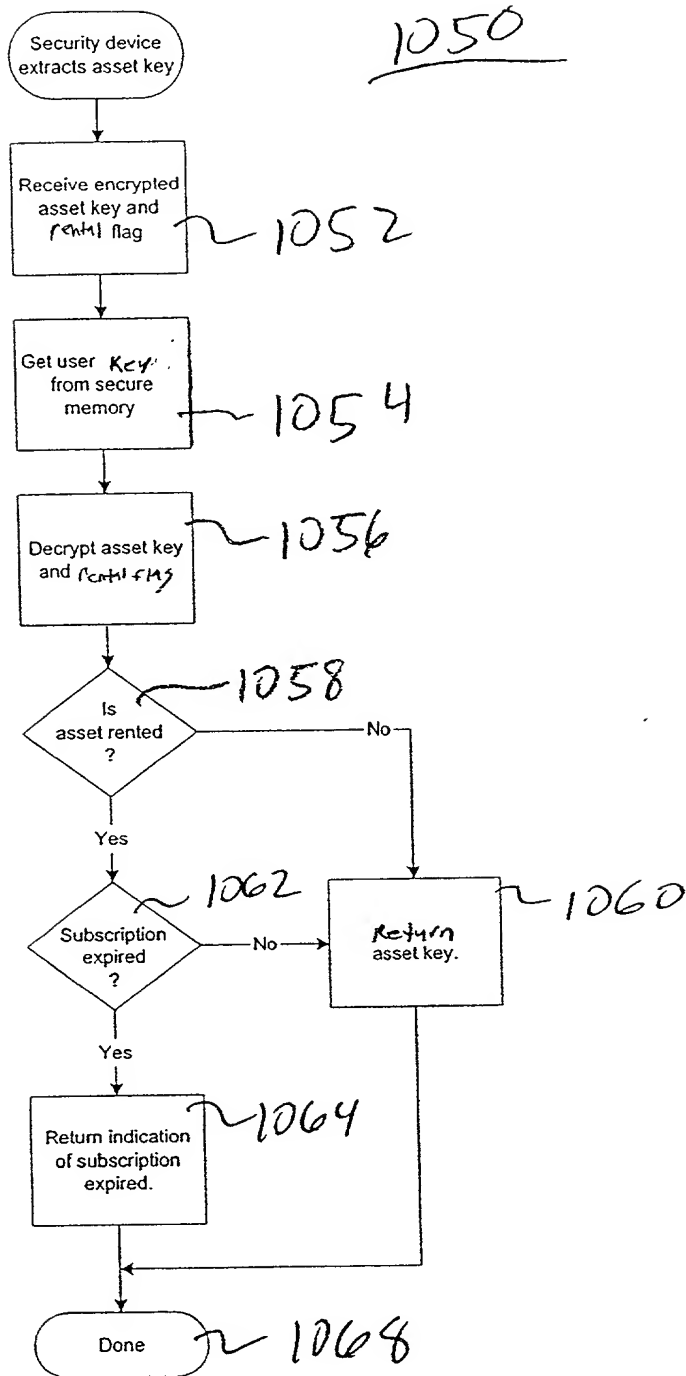 1050
Security device
extracts asset key
Receive encrypted
asset key and
rental flag
1052
Get user Key
from secure
memory
1054
Decrypt asset key
and rental flag
1056
Is
asset rented
?
1058
No
Yes
Subscription
expired
?
1062
No
Return
asset key.
1060
Yes
Return indication
of subscription
expired.
1064
Done
1068